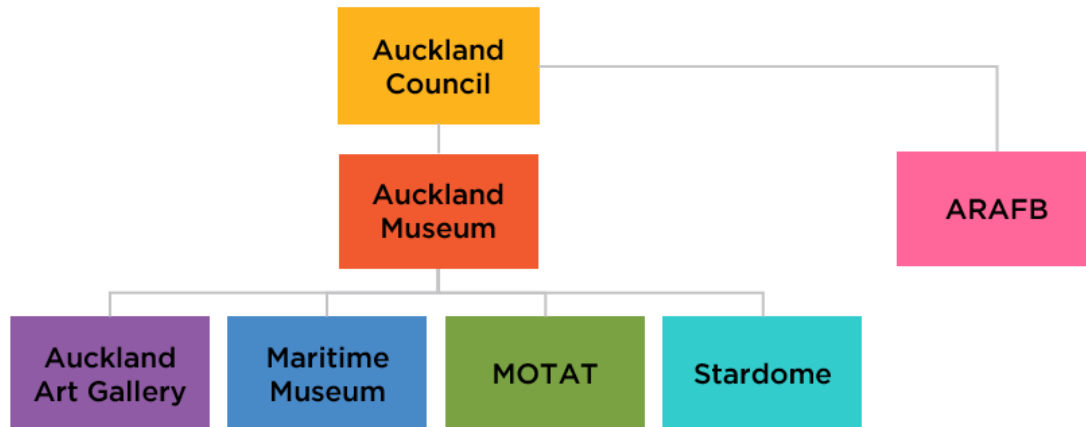 Auckland
Council
Auckland
Museum
ARAFB
Auckland
Art Gallery
Maritime
Museum
MOTAT
Stardome